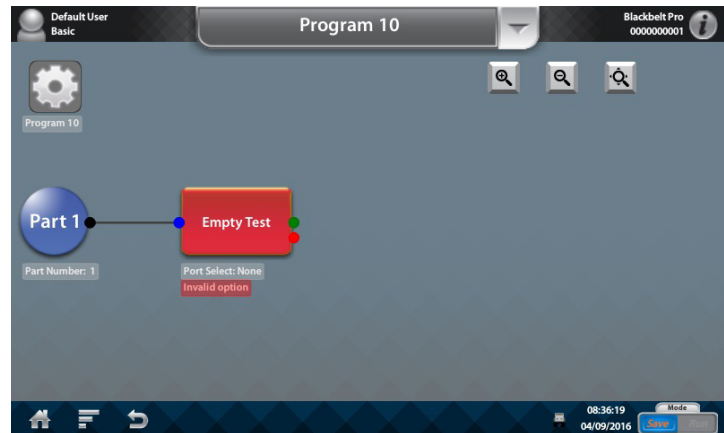 Default User
Basic
Program 10
Blackbelt Pro
0000000001
i
Program 10
Part 1
Empty Test
Part Number: 1
Port Select: None
Invalid option
08:36:19
04/09/2016
Mode
Save
Run